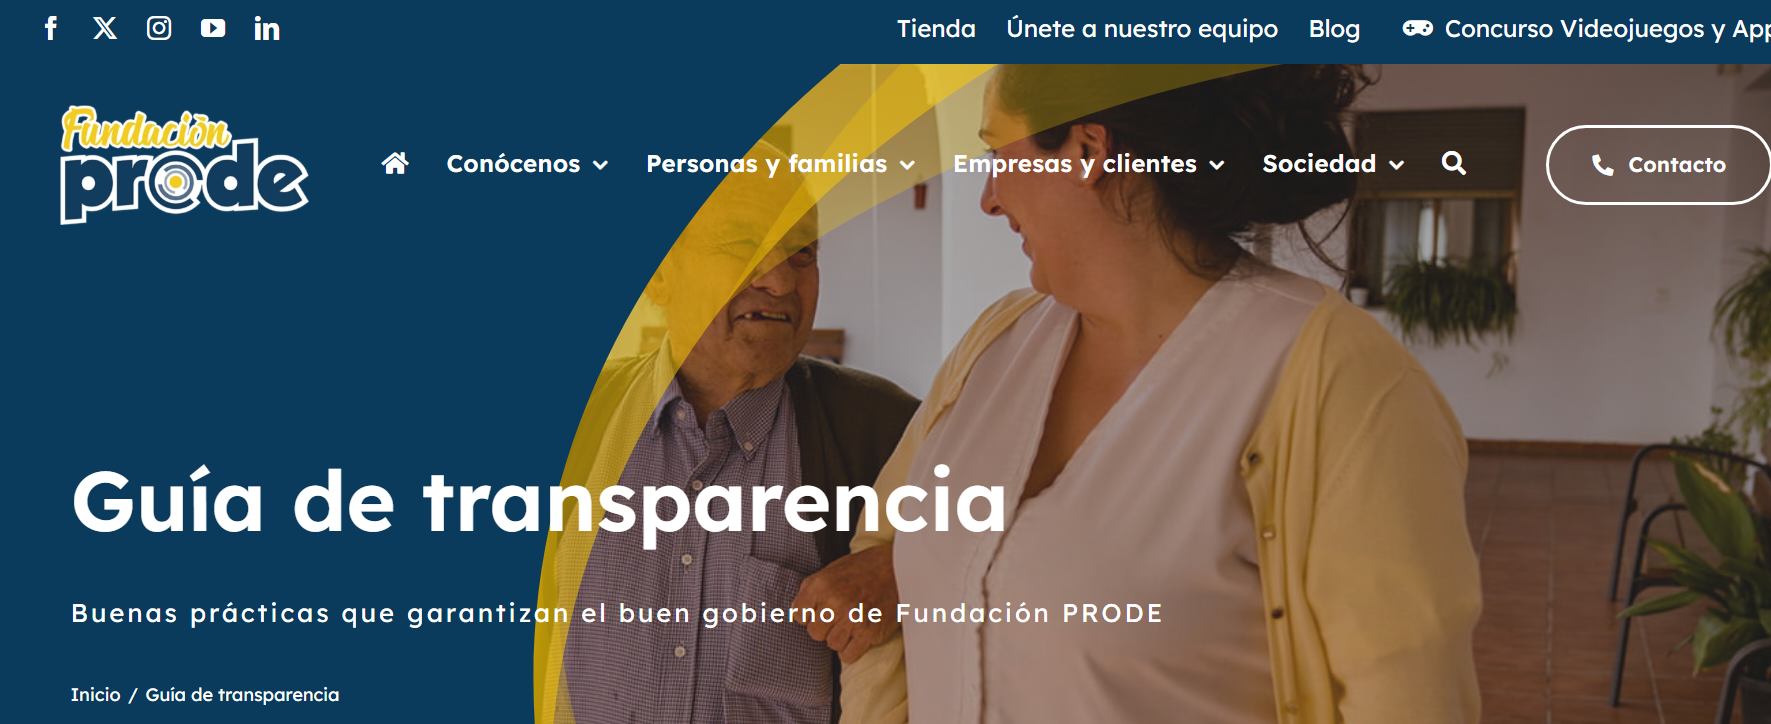 Tienda Únete a nuestro equipo Blog Concurso Videojuegos y App
Fundación
prode
Conócenos Personas y familias Empresas y clientes Sociedad Contacto
Guía de transparencia
Buenas prácticas que garantizan el buen gobierno de Fundación PRODE
Inicio / Guía de transparencia